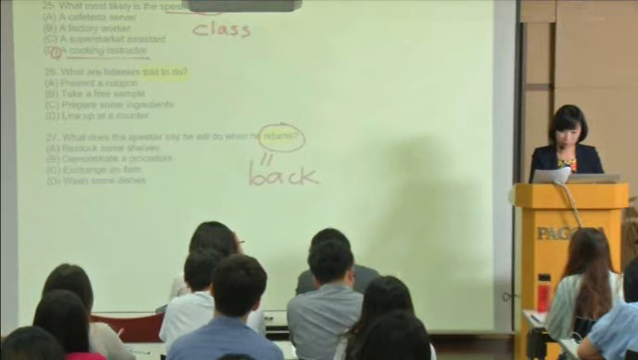 25. What most likely is the
(A) A cafeteria server
(B) A factory worker
(C) A supermarket assistant
(D) A cooking instructor
class
26. What are listeners told to do?
(A) Present a coupon
(B) Take a free sample
(C) Prepare some ingredients
(D) Line up at a counter
27. What does the speaker say he will do when he returns?
(A) Restock some shelves
(B) Demonstrate a procedure
(C) Exchange an item
(D) Wash some dishes
back